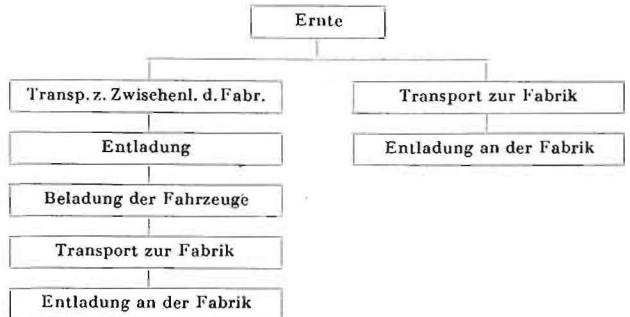 Ernte
Transp. z. Zwischenl. d. Fabr.
Entladung
Beladung der Fahrzeuge
Transport zur Fabrik
Entladung an der Fabrik
Transport zur Fabrik
Entladung an der Fabrik